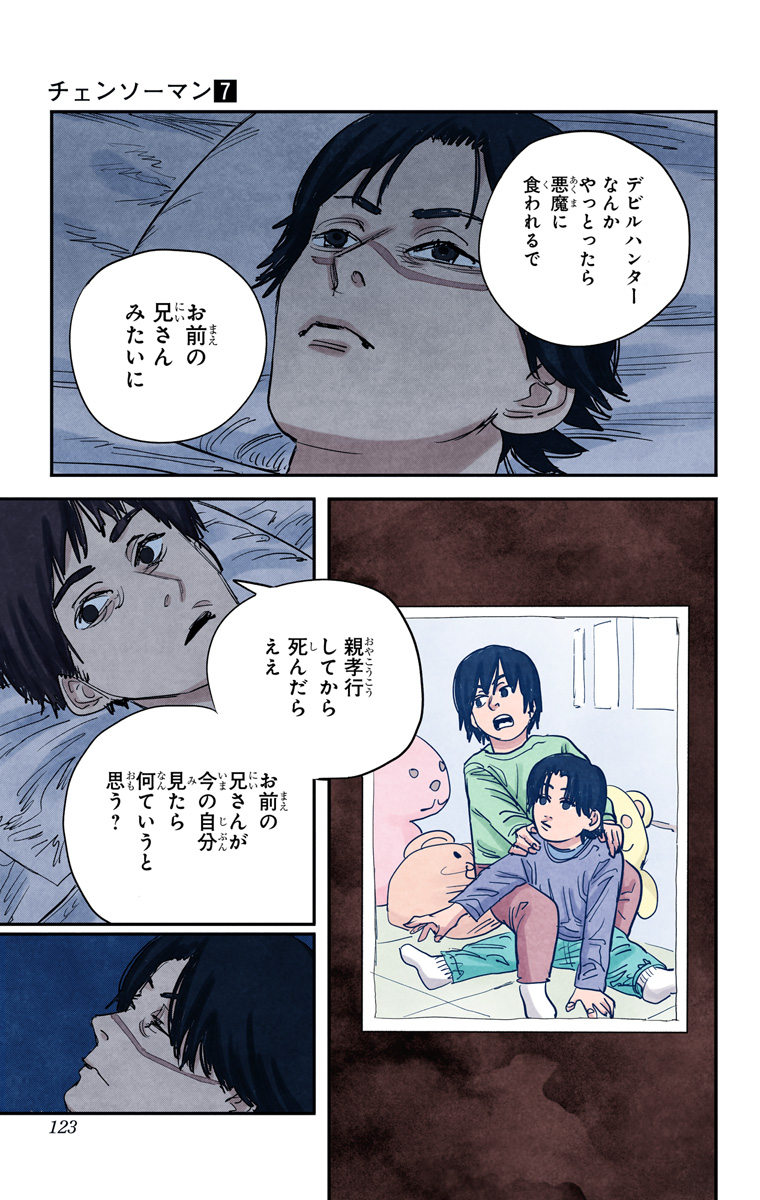 チェンソーマン7
デビルハンター
なんか
やっとったら
悪魔に
食われるで
お前の
兄さん
みたいに
親孝行
してから
死んだら
ええ
お前の
兄さんが
今の自分
見たら
何ていうと
思う?
123